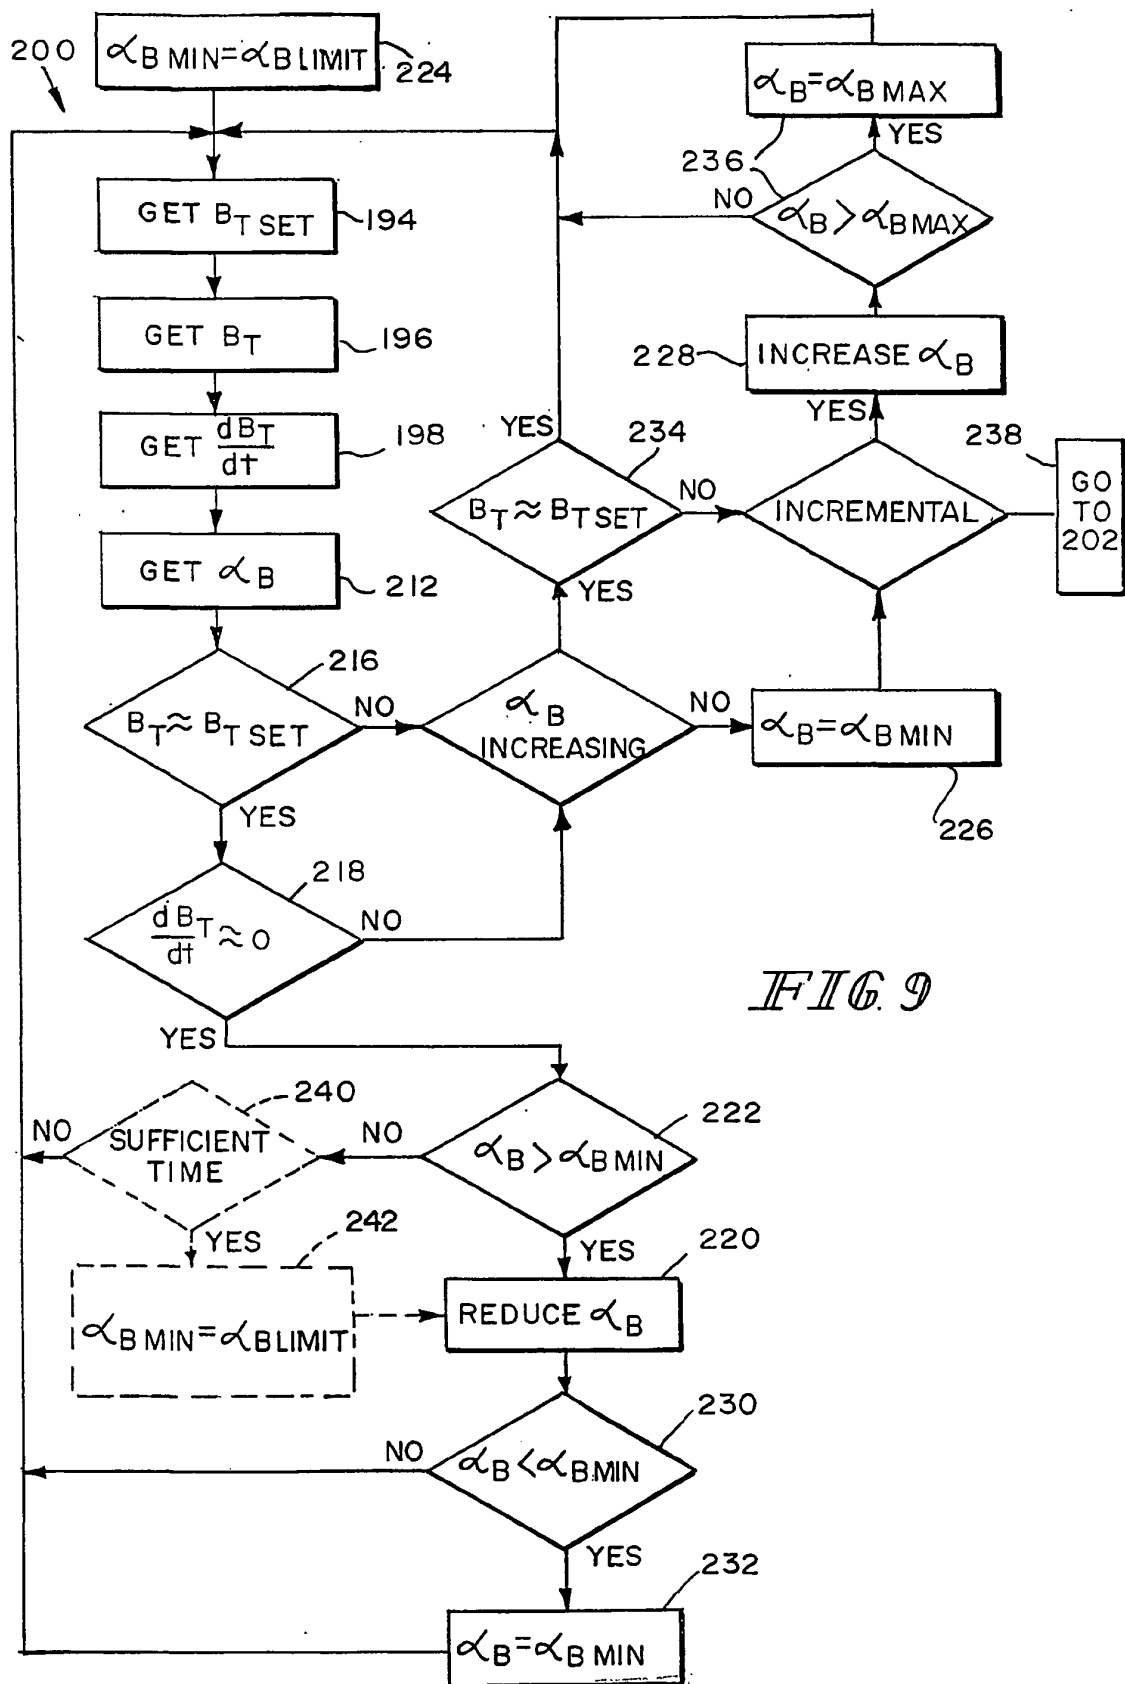 200
αB MIN=αB LIMIT
224
GET BT SET
194
GET BT
196
GET dBT
dt
198
GET αB
212
216
BT≈BT SET
NO
YES
218
dBT
dt
≈0
NO
YES
αB
INCREASING
NO
YES
234
BT≈BT SET
NO
YES
αB=αB MIN
226
INCREMENTAL
YES
238
GO
TO
202
228
INCREASE αB
236
αB>αB MAX
NO
YES
αB=αB MAX
FIG. 9
222
αB>αB MIN
NO
YES
240
SUFFICIENT
TIME
NO
YES
242
αB MIN=αB LIMIT
220
REDUCE αB
230
αB<αB MIN
NO
YES
232
αB=αB MIN